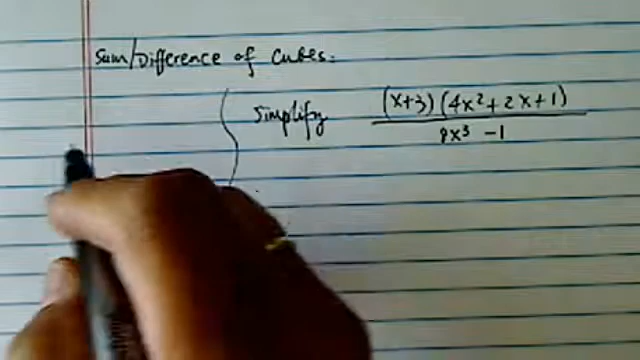 Sum/Difference of Cubes:
Simplify (x+3)(4x²+2x+1)
8x³ -1